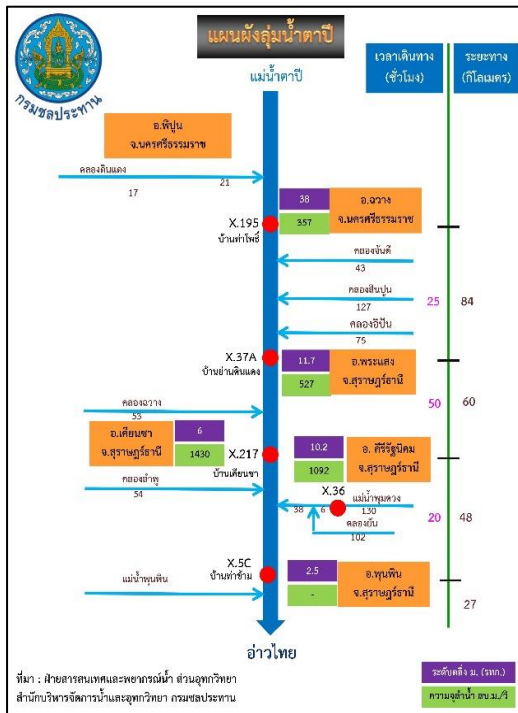 แผนผังลุ่มน้ำตาปี
กรมชลประทาน
เวลาเดินทาง
(ชั่วโมง)
ระยะทาง
(กิโลเมตร)
แม่น้ำตาปี
อ.พิปูน
จ.นครศรีธรรมราช
คลองดินแดง
21
17
38
357
อ.ฉวาง
จ.นครศรีธรรมราช
X.195
บ้านท่าโพธิ์
คลองจันดี
43
คลองสินปูน
127
25
84
คลองอิปัน
75
X.37A
บ้านย่านดินแดง
11.7
527
อ.พระแสง
จ.สุราษฎร์ธานี
50
60
คลองฉวาง
53
อ.เคียนซา
จ.สุราษฎร์ธานี
6
1430
X.217
บ้านเคียนซา
10.2
1092
อ. คีรีรัฐนิคม
จ.สุราษฎร์ธานี
คลองลำพู
54
X.36
แม่น้ำพุมดวง
38
6
130
คลองยัน
102
20
48
X.5C
บ้านท่าข้าม
2.5
-
อ.พุนพิน
จ.สุราษฎร์ธานี
แม่น้ำพุนพิน
27
อ่าวไทย
ที่มา : ฝ่ายสารสนเทศและพยากรณ์น้ำ ส่วนอุทกวิทยา
สำนักบริหารจัดการน้ำและอุทกวิทยา กรมชลประทาน
ระดับตลิ่ง ม. (รทก.)
ความจุลำน้ำ ลบ.ม./วิ